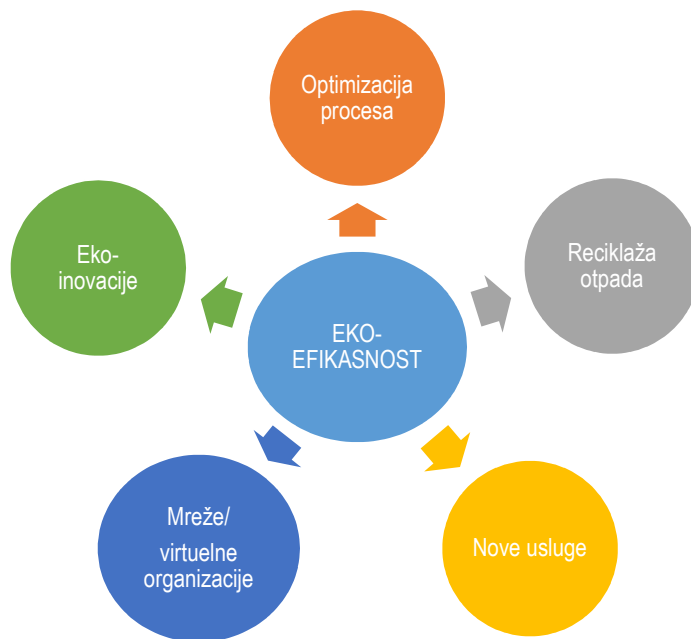 Optimizacija
procesa
Eko-
inovacije
Reciklaža
otpada
EKO-
EFIKASNOST
Mreže/
virtuelne
organizacije
Nove usluge